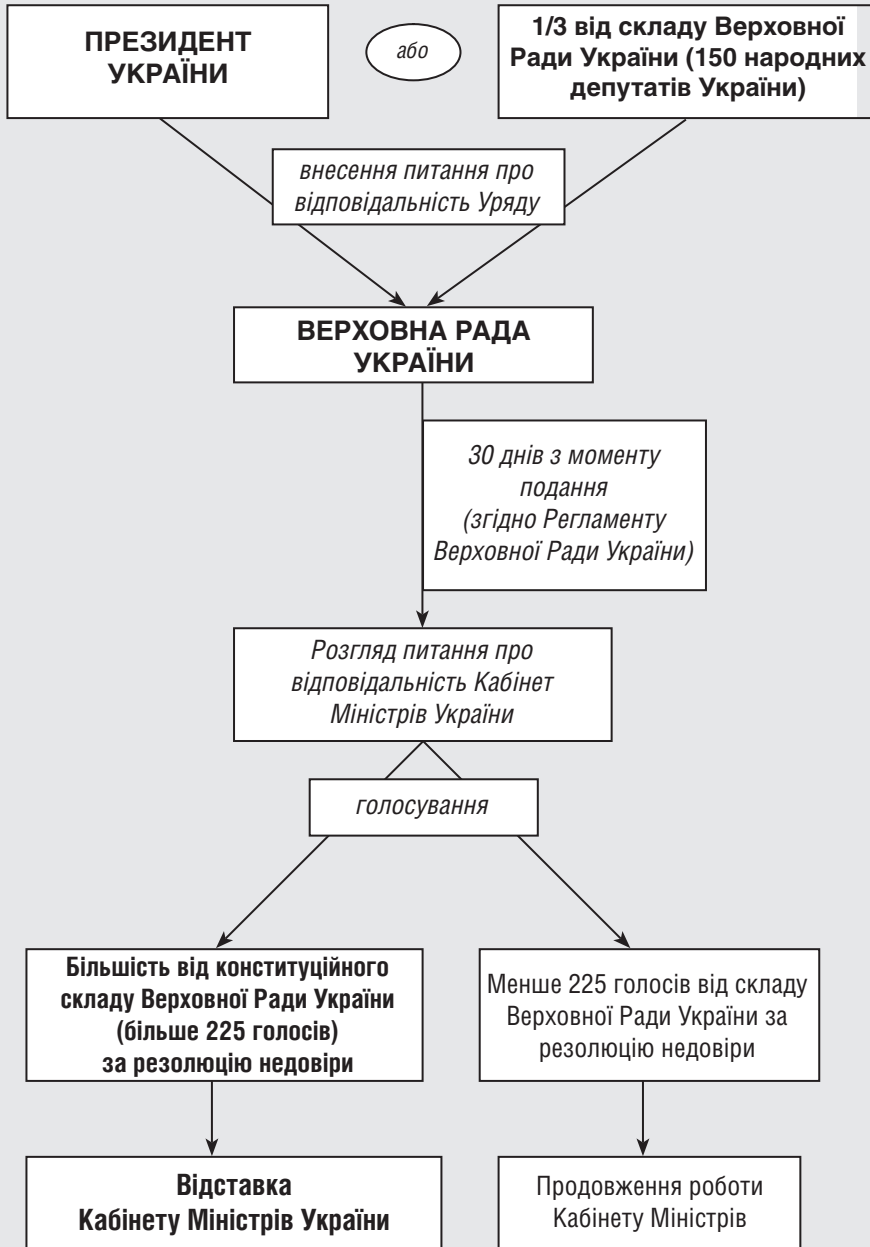 ПРЕЗИДЕНТ
УКРАЇНИ
або
1/3 від складу Верховної
Ради України (150 народних
депутатів України)
внесення питання про
відповідальність Уряду
ВЕРХОВНА РАДА
УКРАЇНИ
30 днів з моменту
подання
(згідно Регламенту
Верховної Ради України)
Розгляд питання про
відповідальність Кабінет
Міністрів України
голосування
Більшість від конституційного
складу Верховної Ради України
(більше 225 голосів)
за резолюцію недовіри
Менше 225 голосів від складу
Верховної Ради України за
резолюцію недовіри
Відставка
Кабінету Міністрів України
Продовження роботи
Кабінету Міністрів